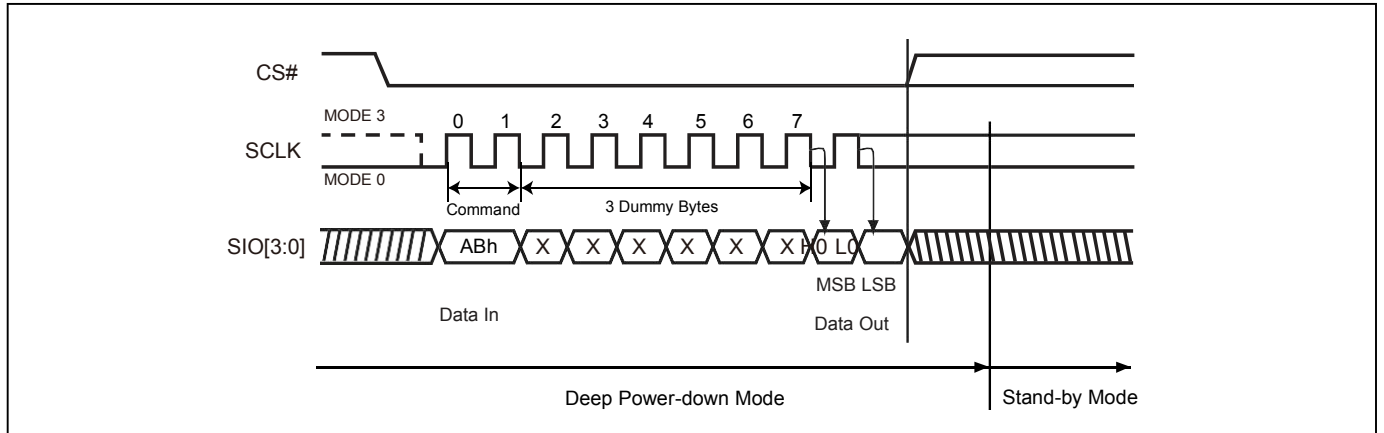 CS#
MODE 3
0 1 2 3 4 5 6 7
SCLK
MODE 0
Command
3 Dummy Bytes
SIO[3:0]
ABh X X X X X X H0 L0
MSB LSB
Data In
Data Out
Deep Power-down Mode
Stand-by Mode